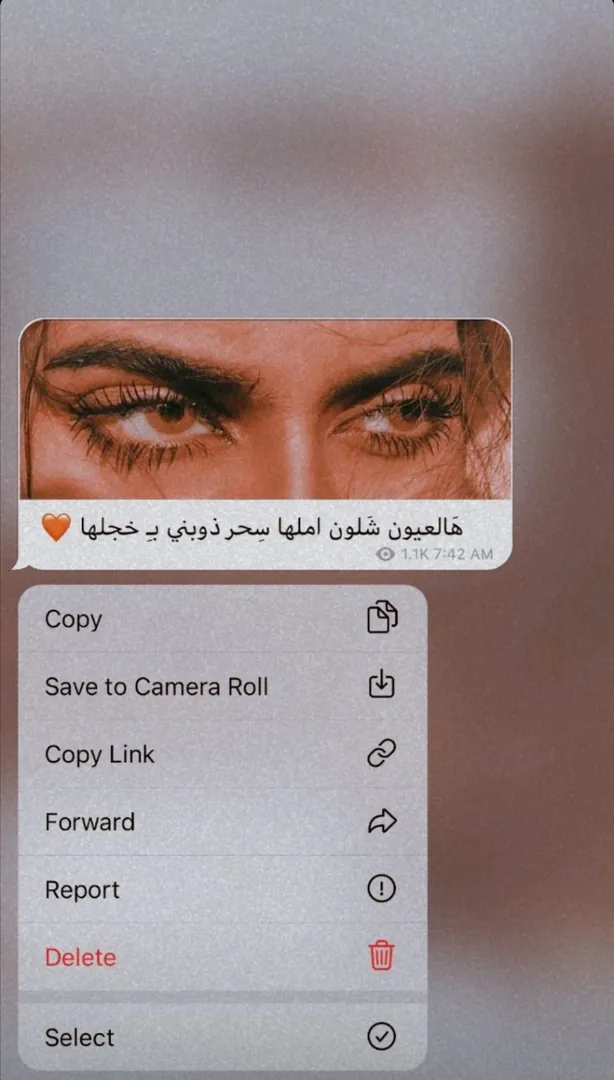 هَالعيون شَلون املها سِحر ذوبني بـِ خجلها 🧡
1.1K 7:42 AM
Copy
Save to Camera Roll
Copy Link
Forward
Report
Delete
Select